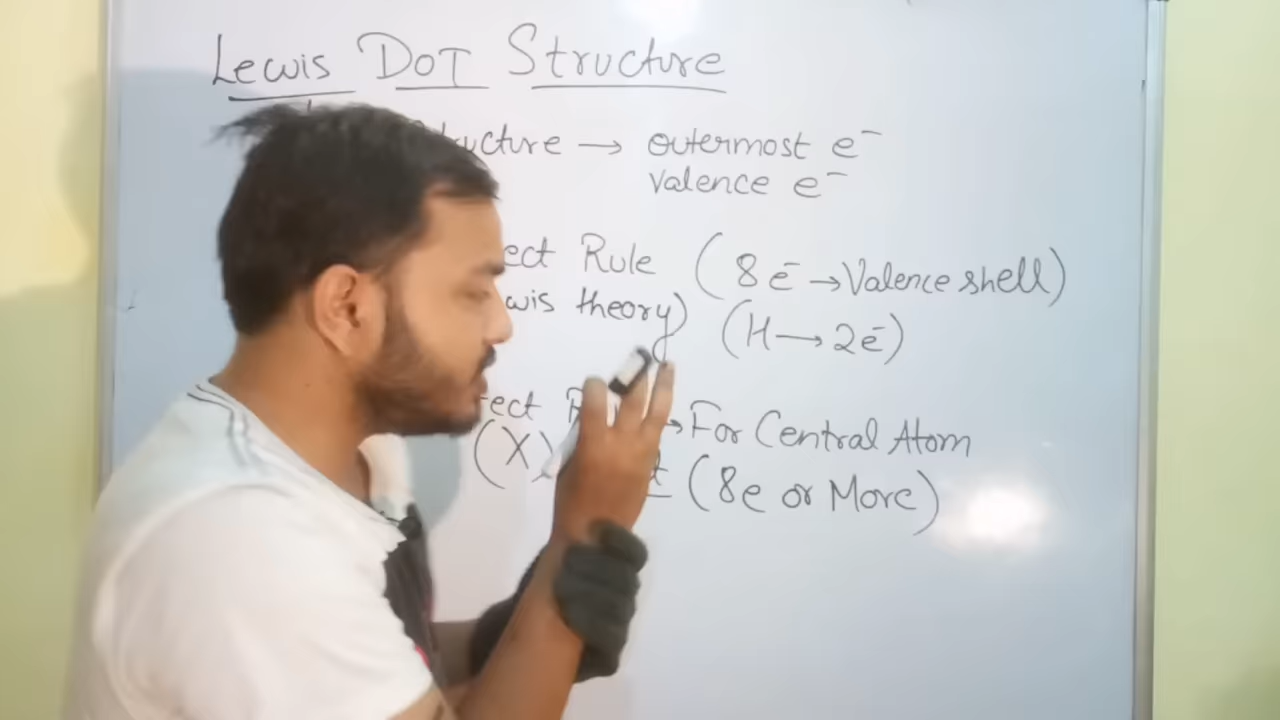 Lewis DOT Structure
ucture → outermost e⁻
Valence e⁻
ect Rule (8e⁻ → Valence shell)
wis theory) (H → 2e⁻)
ect → For Central Atom
(X) (8e or More)